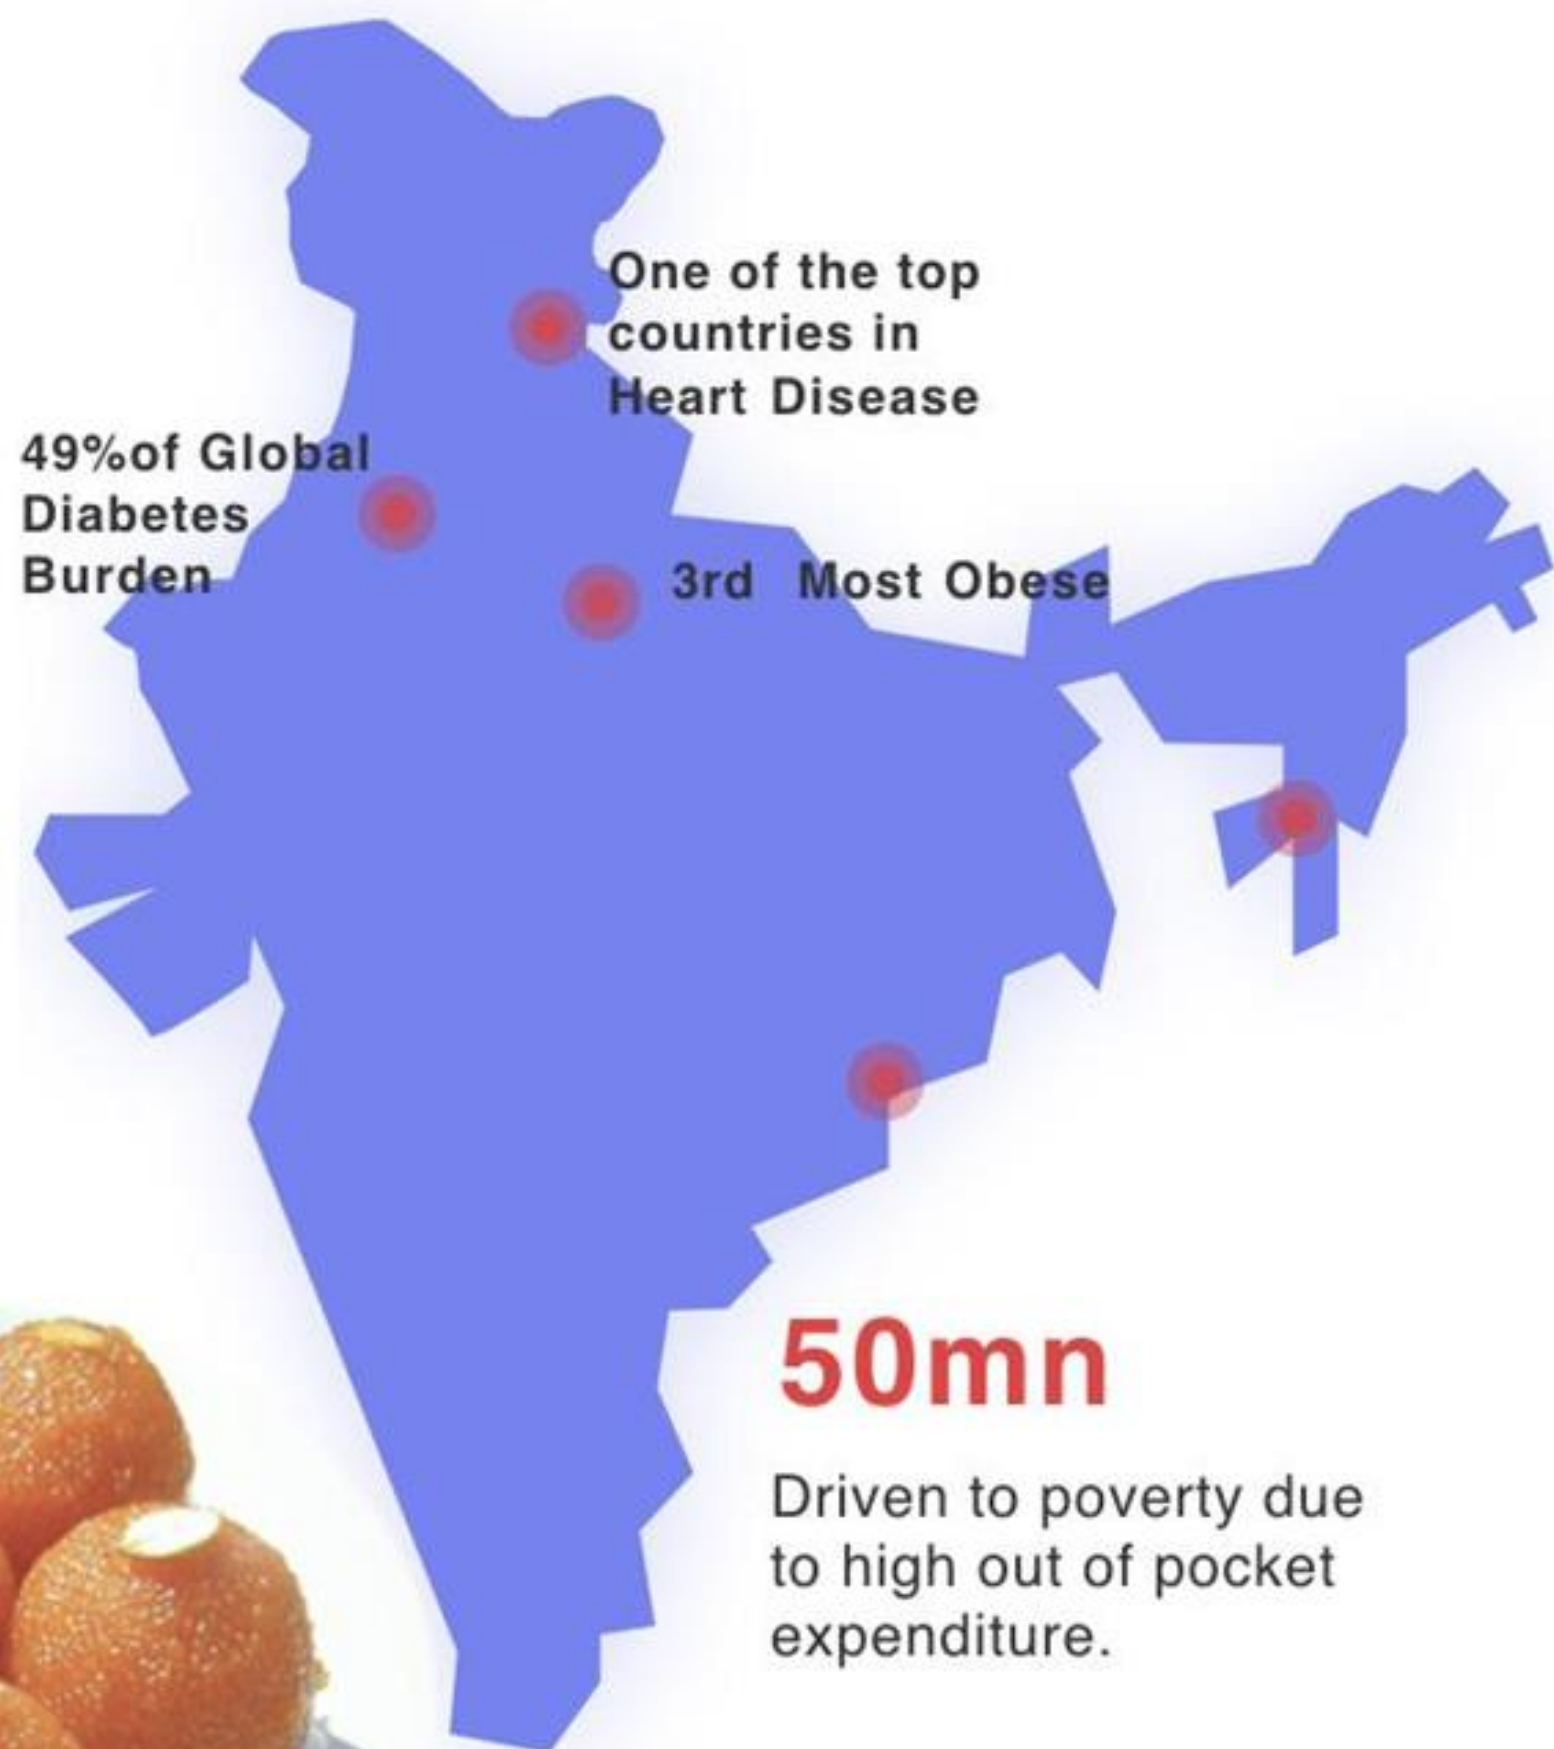 One of the top
countries in
Heart Disease
49%of Global
Diabetes
Burden
3rd Most Obese
50mn
Driven to poverty due
to high out of pocket
expenditure.